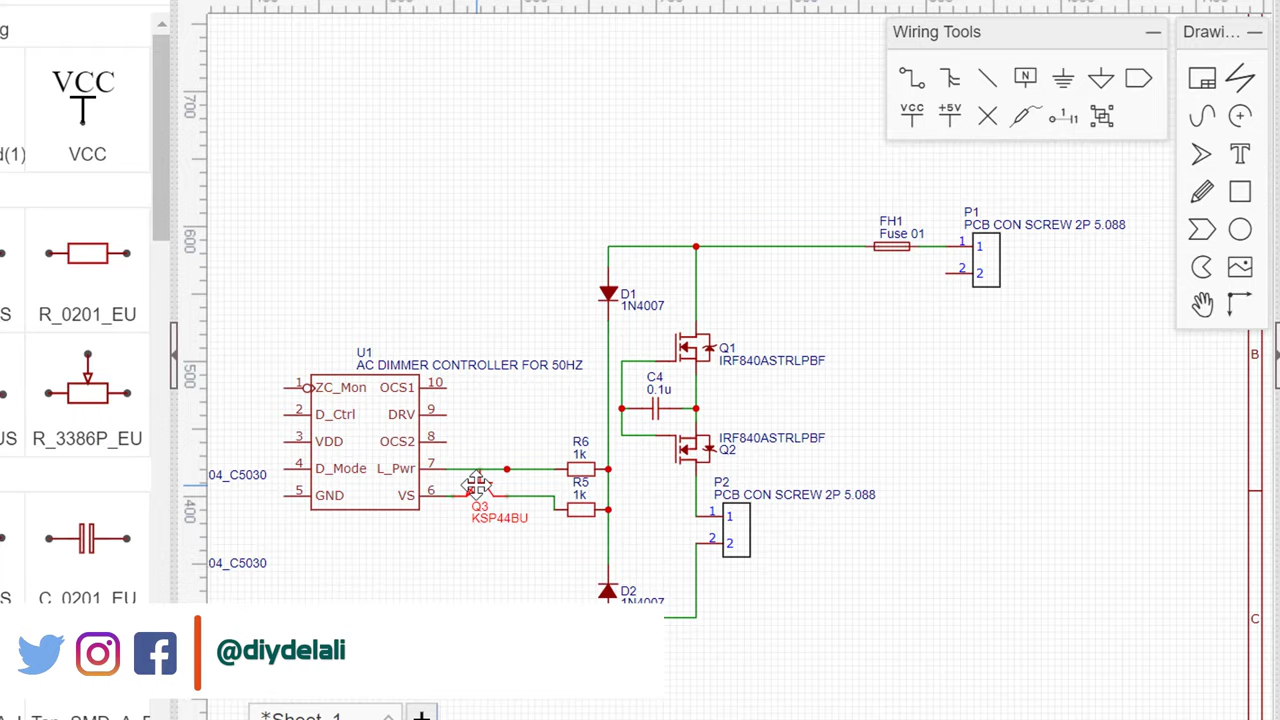 g
VCC
VCC
d(1)
R_0201_EU
S
R_3386P_EU
US
C_0201_EU
S
700
600
500
400
Wiring Tools
Drawi...
N
VCC
+5V
FH1
Fuse 01
P1
PCB CON SCREW 2P 5.088
1 1
2 2
D1
1N4007
Q1
IRF840ASTRLPBF
C4
0.1u
IRF840ASTRLPBF
Q2
U1
AC DIMMER CONTROLLER FOR 50HZ
1 ZC_Mon OCS1 10
2 D_Ctrl DRV 9
3 VDD OCS2 8
4 D_Mode L_Pwr 7
5 GND VS 6
04_C5030
04_C5030
R6
1k
R5
1k
Q3
KSP44BU
P2
PCB CON SCREW 2P 5.088
1 1
2 2
D2
1N4007
B
C
@diydelali
*Sheet_1